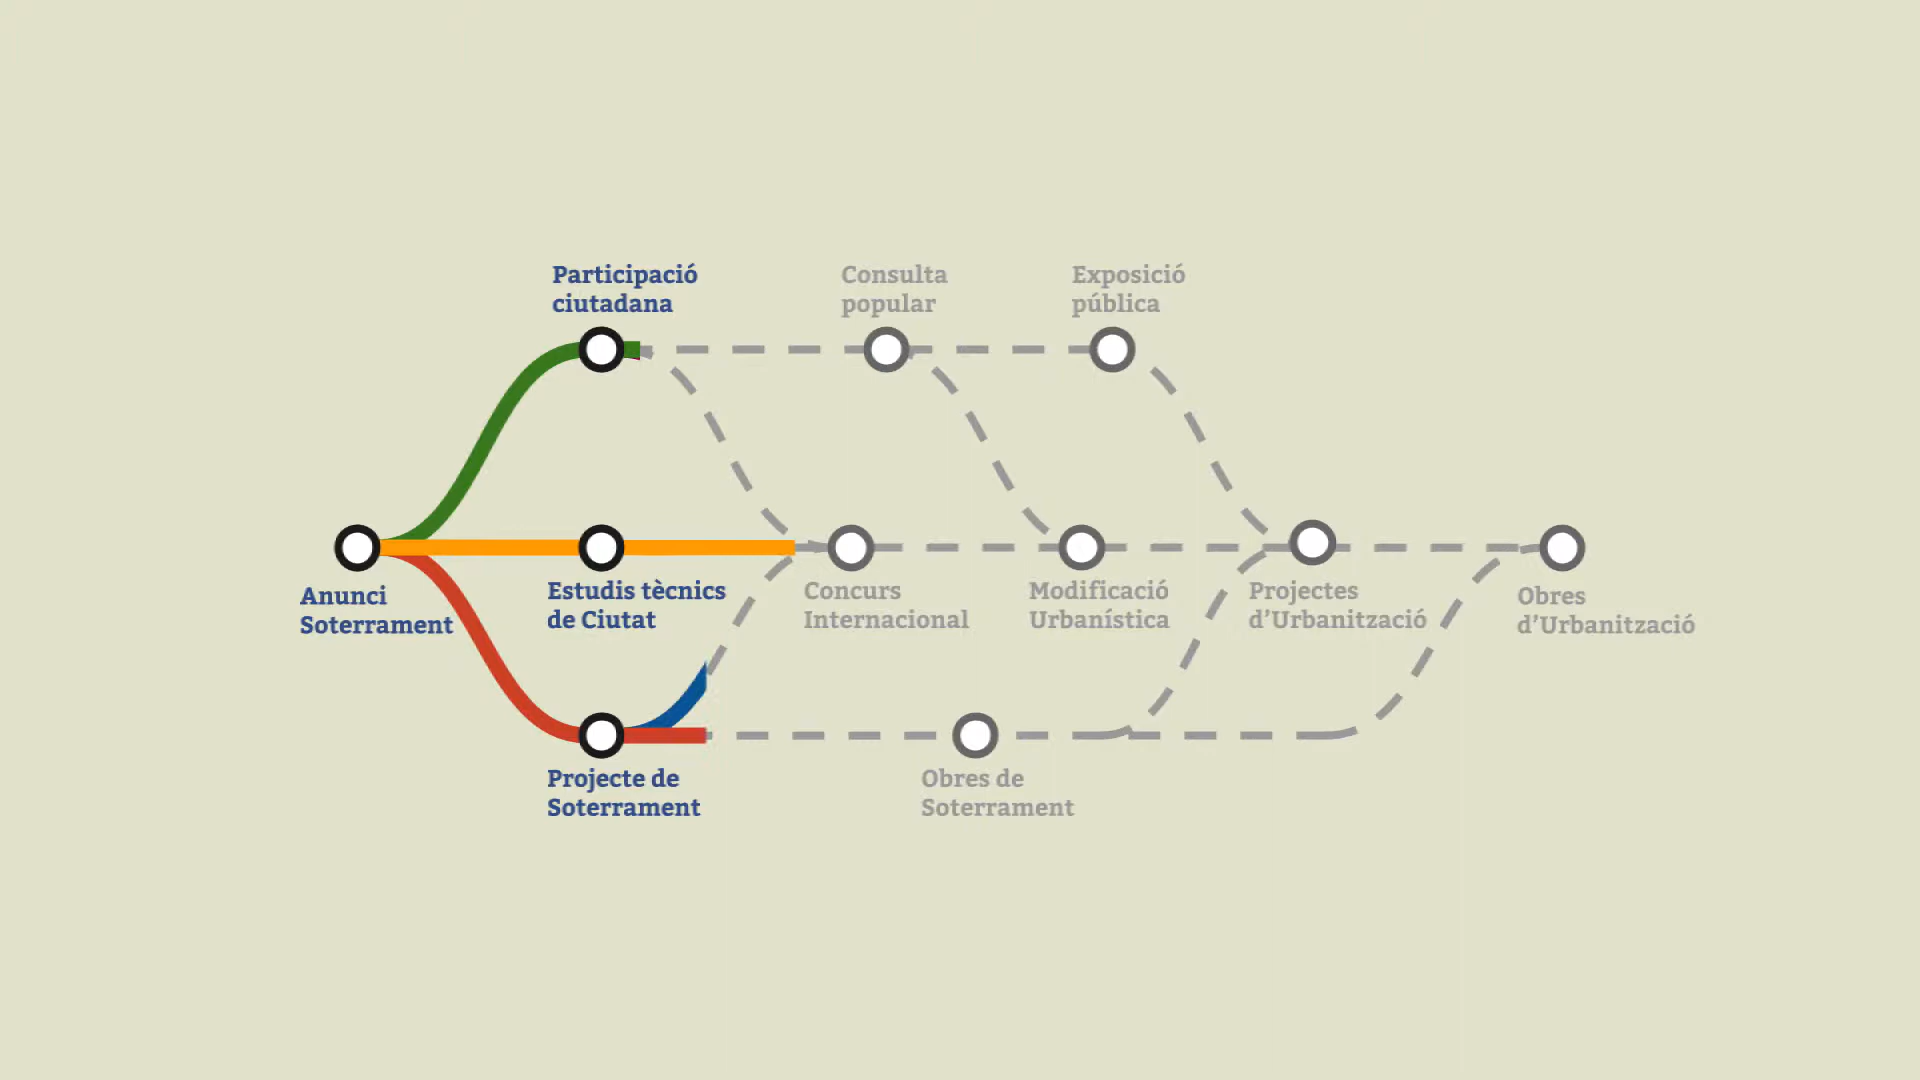 Participació
ciutadana
Consulta
popular
Exposició
pública
Anunci
Soterrament
Estudis tècnics
de Ciutat
Concurs
Internacional
Modificació
Urbanística
Projectes
d’Urbanització
Obres
d’Urbanització
Projecte de
Soterrament
Obres de
Soterrament